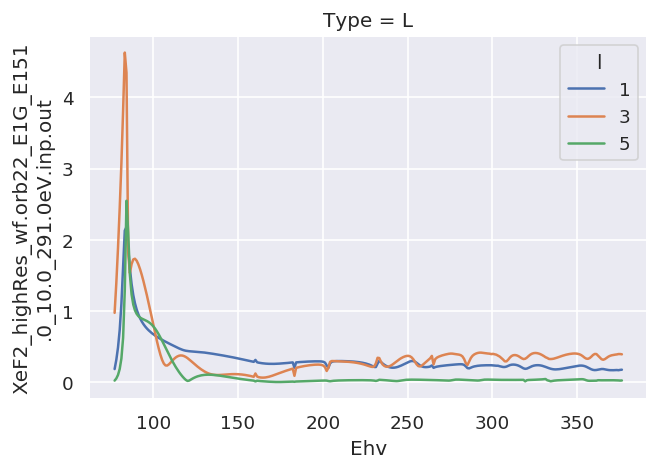 Type = L
XeF2_highRes_wf.orb22_E1G_E151
.0_10.0_291.0eV.inp.out
4
3
2
1
0
l
1
3
5
100
150
200
250
300
350
Ehv